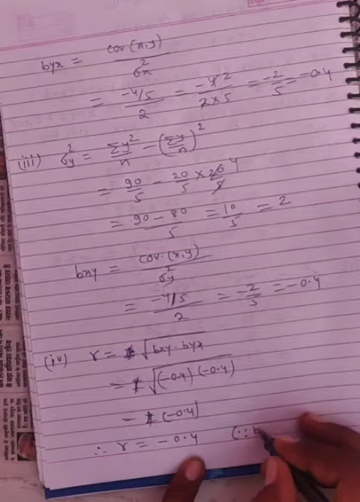 byx = cov(x,y) / σx²
= -4/5 / 2 = -4² / 2×5 = -2/5 = -0.4
(iii) σy² = Σy²/n - (Σy/n)²
= 90/5 - 20/5 × 20 4/5
= 90 - 80 / 5 = 10/5 = 2
bxy = cov.(x,y) / σy²
= -4/5 / 2 = -2/5 = -0.4
(iv) r = ± √bxy.byx
= ± √(-0.4)(-0.4)
= ± (-0.4)
∴ r = -0.4 (∵ b